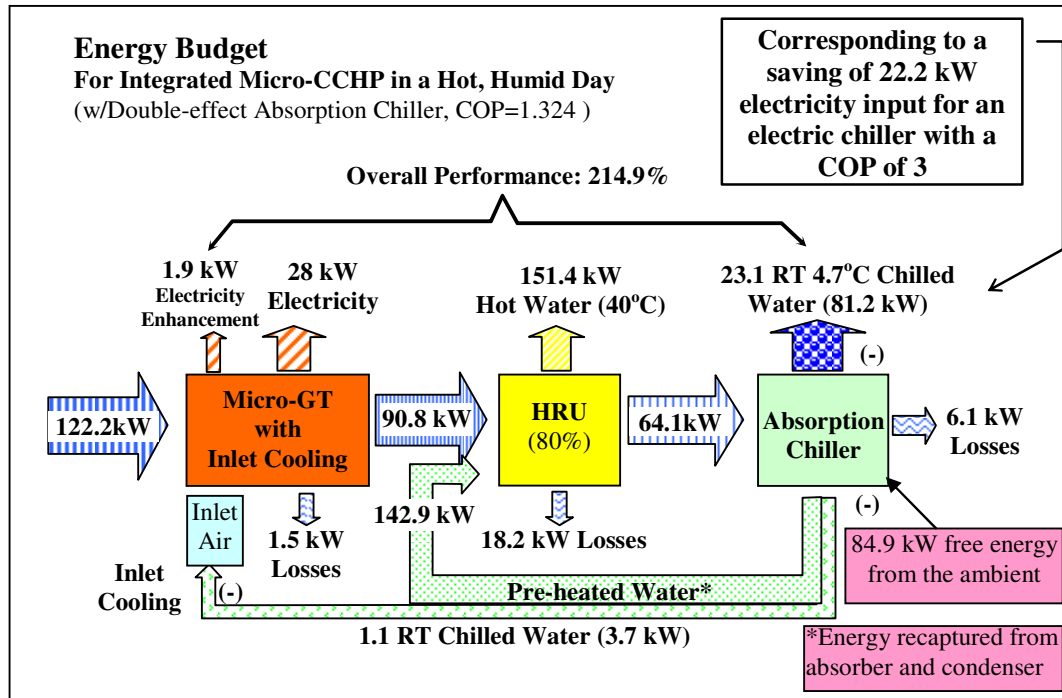 Energy Budget
For Integrated Micro-CCHP in a Hot, Humid Day
(w/Double-effect Absorption Chiller, COP=1.324 )
Corresponding to a
saving of 22.2 kW
electricity input for an
electric chiller with a
COP of 3
Overall Performance: 214.9%
1.9 kW
Electricity
Enhancement
28 kW
Electricity
151.4 kW
Hot Water (40°C)
23.1 RT 4.7°C Chilled
Water (81.2 kW)
(-)
122.2kW
Micro-GT
with
Inlet Cooling
90.8 kW
HRU
(80%)
64.1kW
Absorption
Chiller
6.1 kW
Losses
Inlet
Air
1.5 kW
Losses
142.9 kW
18.2 kW Losses
(-)
84.9 kW free energy
from the ambient
Inlet
Cooling
(-)
Pre-heated Water*
1.1 RT Chilled Water (3.7 kW)
*Energy recaptured from
absorber and condenser